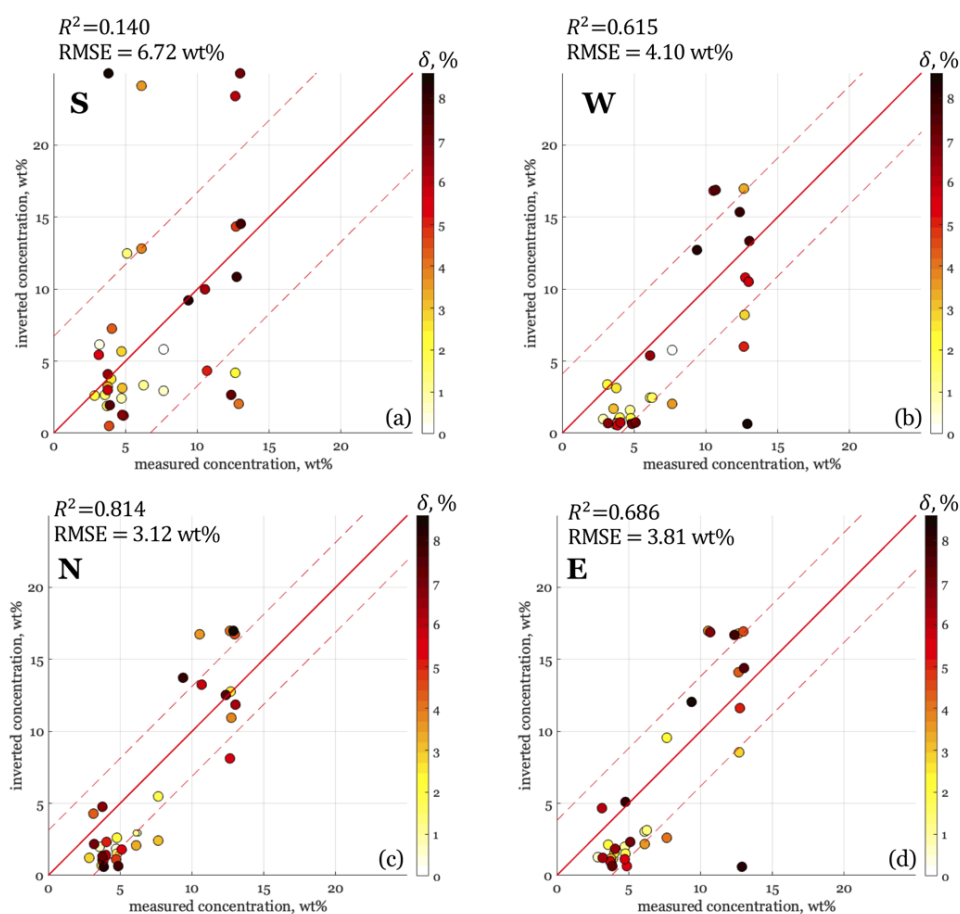 R²=0.140
RMSE = 6.72 wt%
δ, %
S
8
7
6
5
4
3
2
1
0
20
15
10
5
0
inverted concentration, wt%
0 5 10 15 20
measured concentration, wt%
(a)
R²=0.615
RMSE = 4.10 wt%
δ, %
W
8
7
6
5
4
3
2
1
0
20
15
10
5
0
inverted concentration, wt%
0 5 10 15 20
measured concentration, wt%
(b)
R²=0.814
RMSE = 3.12 wt%
δ, %
N
8
7
6
5
4
3
2
1
0
20
15
10
5
0
inverted concentration, wt%
0 5 10 15 20
measured concentration, wt%
(c)
R²=0.686
RMSE = 3.81 wt%
δ, %
E
8
7
6
5
4
3
2
1
0
20
15
10
5
0
inverted concentration, wt%
0 5 10 15 20
measured concentration, wt%
(d)